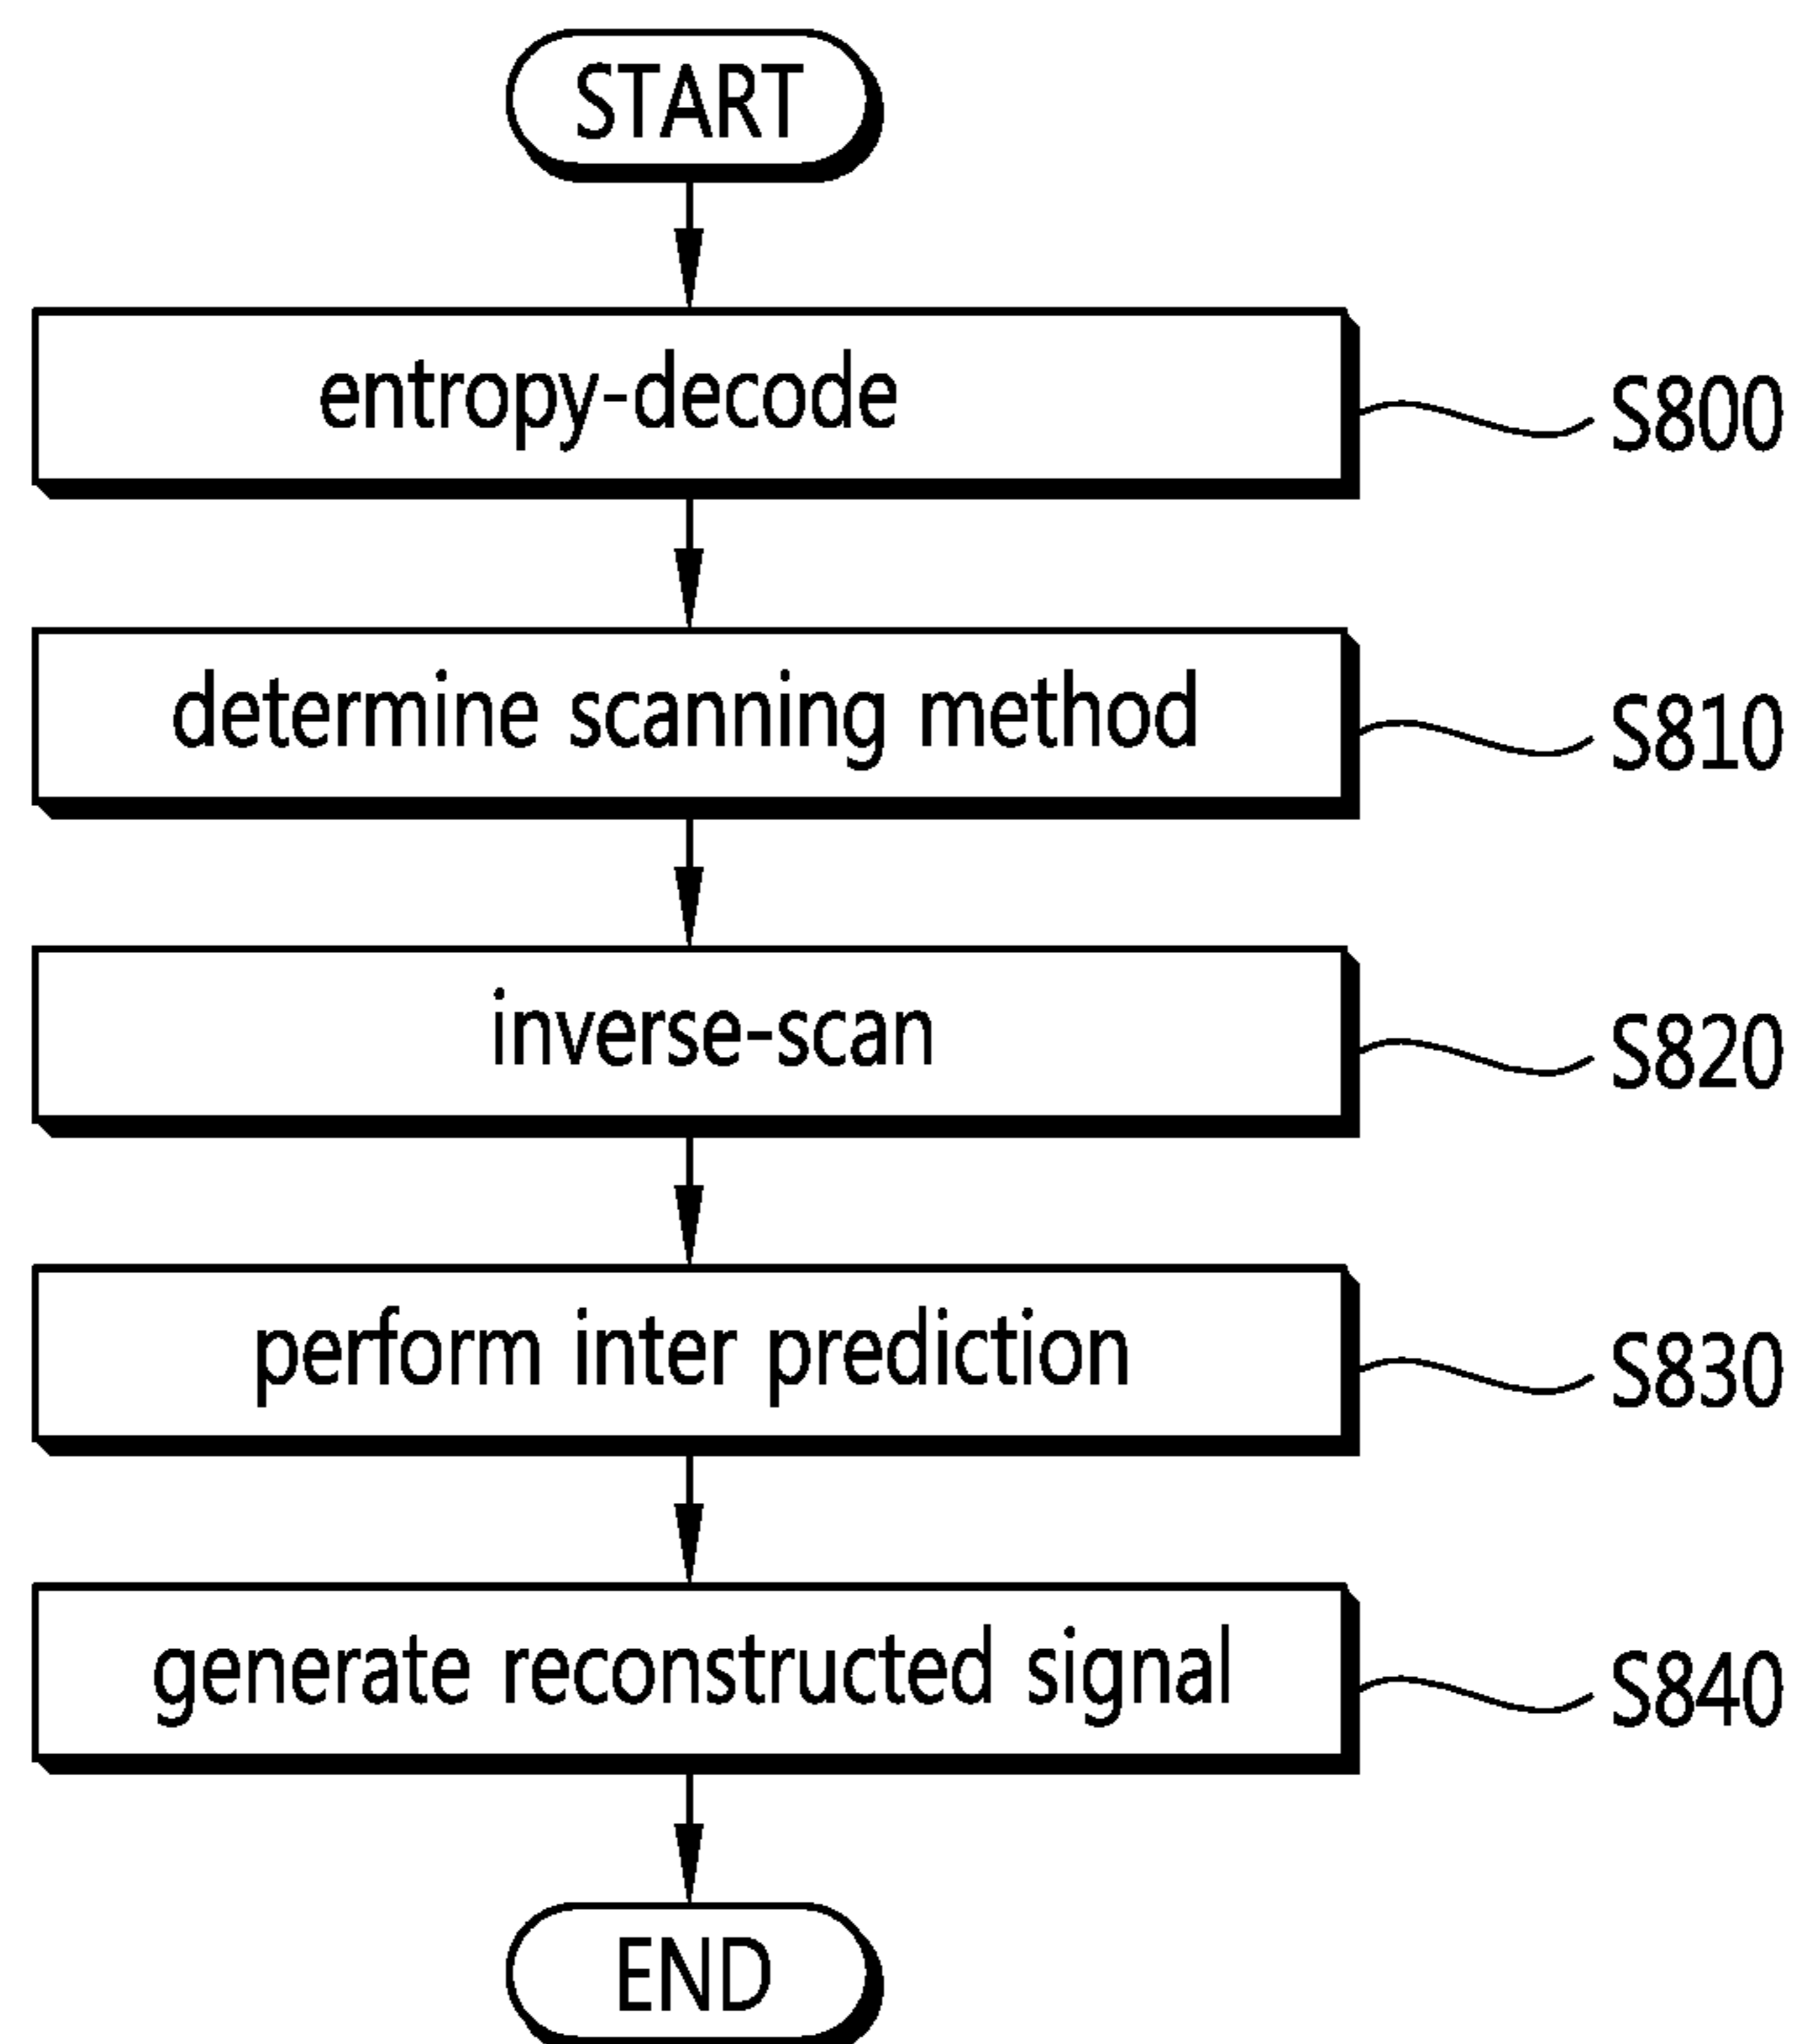 START
entropy-decode
S800
determine scanning method
S810
inverse-scan
S820
perform inter prediction
S830
generate reconstructed signal
S840
END